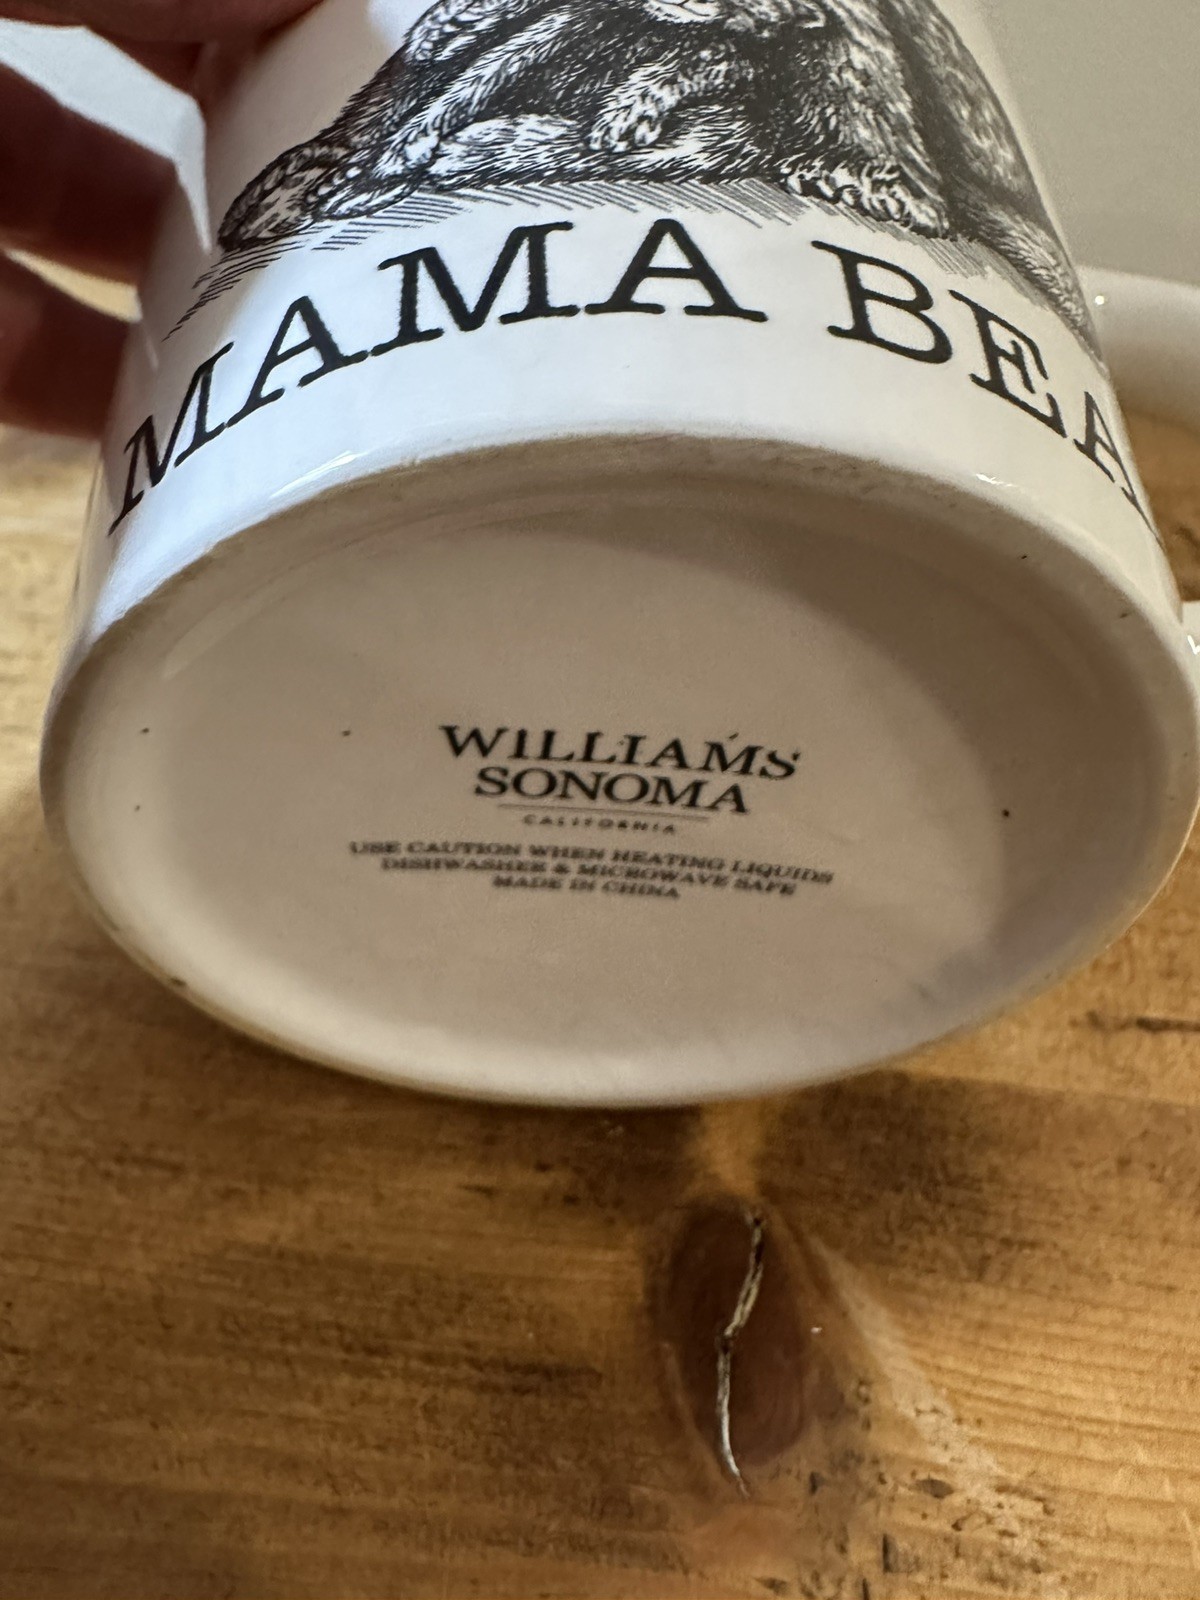 MAMA BEA
WILLIAMS
SONOMA
CALIFORNIA
USE CAUTION WHEN HEATING LIQUIDS
DISHWASHER & MICROWAVE SAFE
MADE IN CHINA